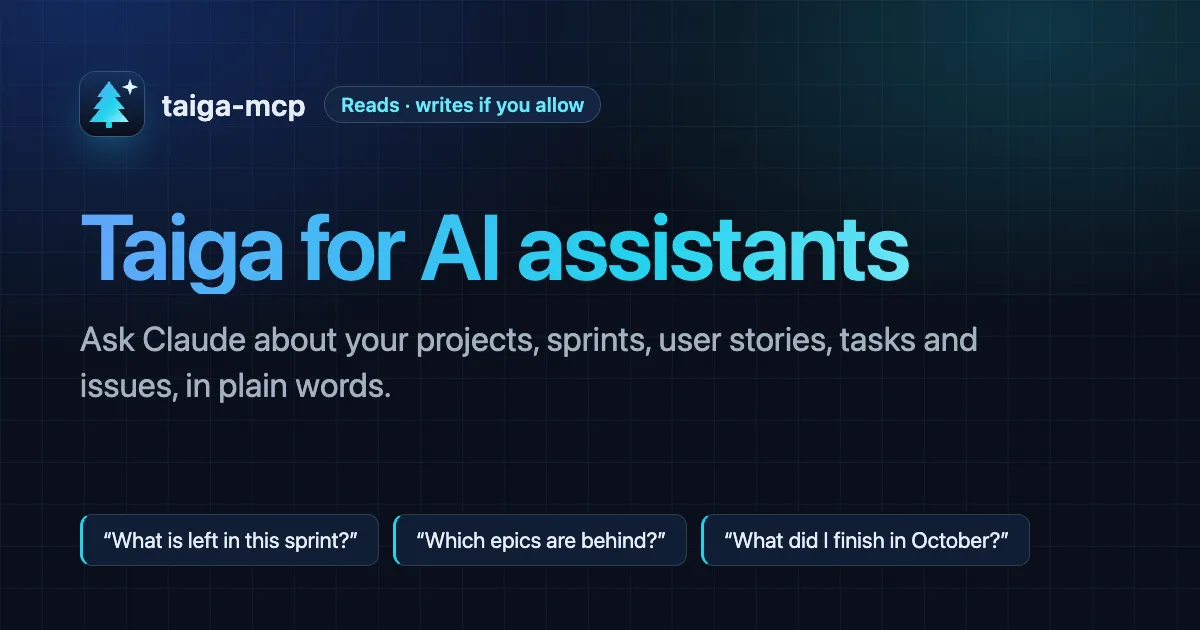 taiga-mcp
Reads · writes if you allow
Taiga for AI assistants
Ask Claude about your projects, sprints, user stories, tasks and
issues, in plain words.
“What is left in this sprint?”
“Which epics are behind?”
“What did I finish in October?”